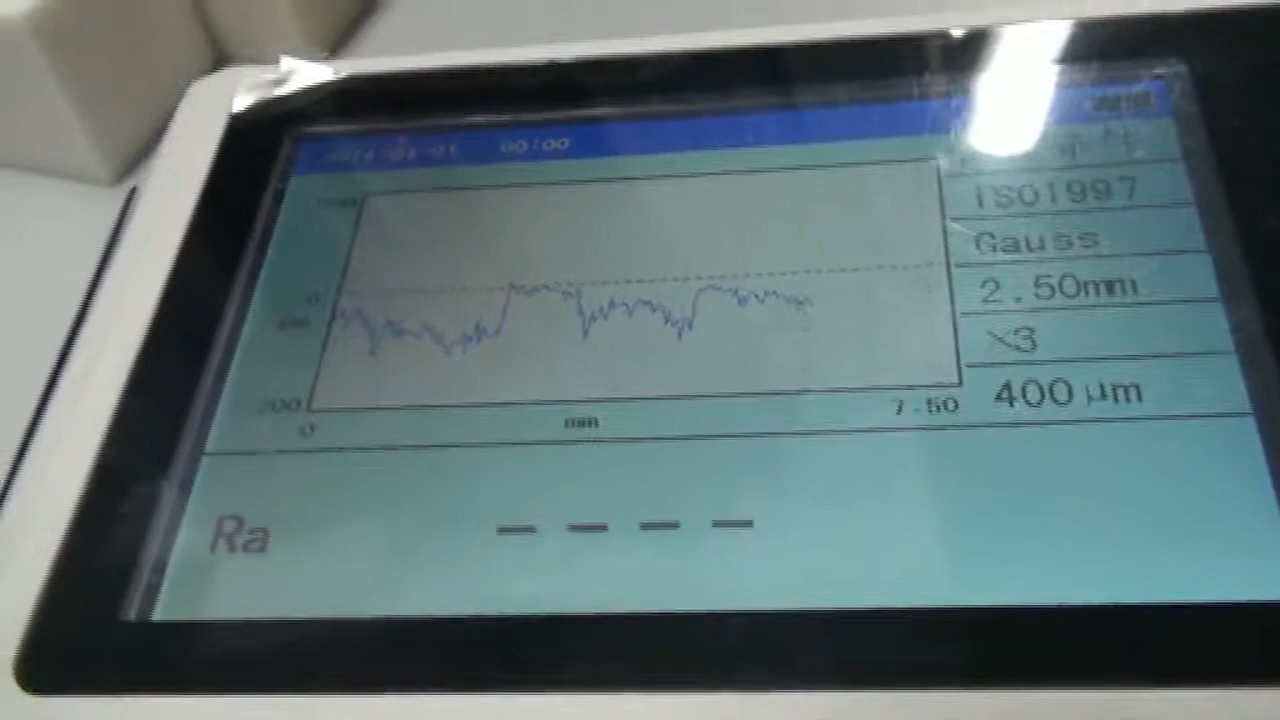 00:00
ISO1997
Gauss
2.50mm
×3
400 μm
0
200
0
mm
7.50
Ra
----